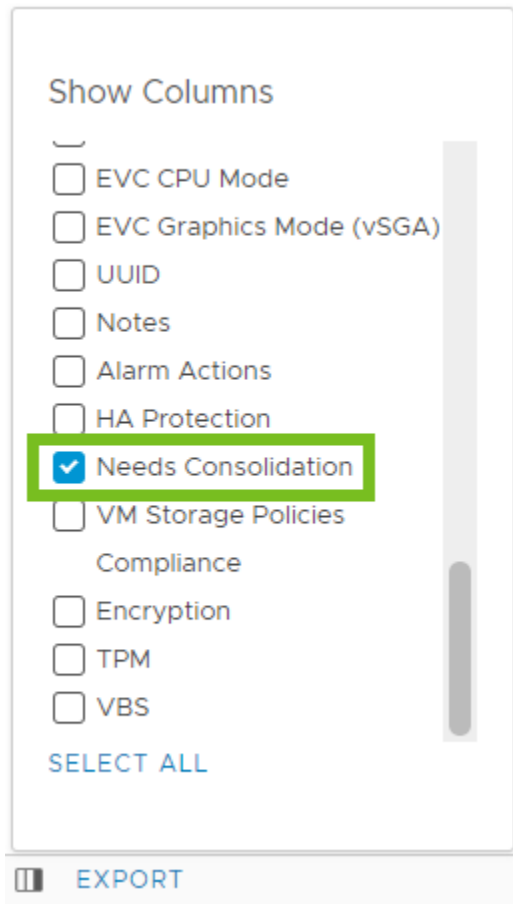 Show Columns
EVC CPU Mode
EVC Graphics Mode (vSGA)
UUID
Notes
Alarm Actions
HA Protection
Needs Consolidation
VM Storage Policies
Compliance
Encryption
TPM
VBS
SELECT ALL
EXPORT